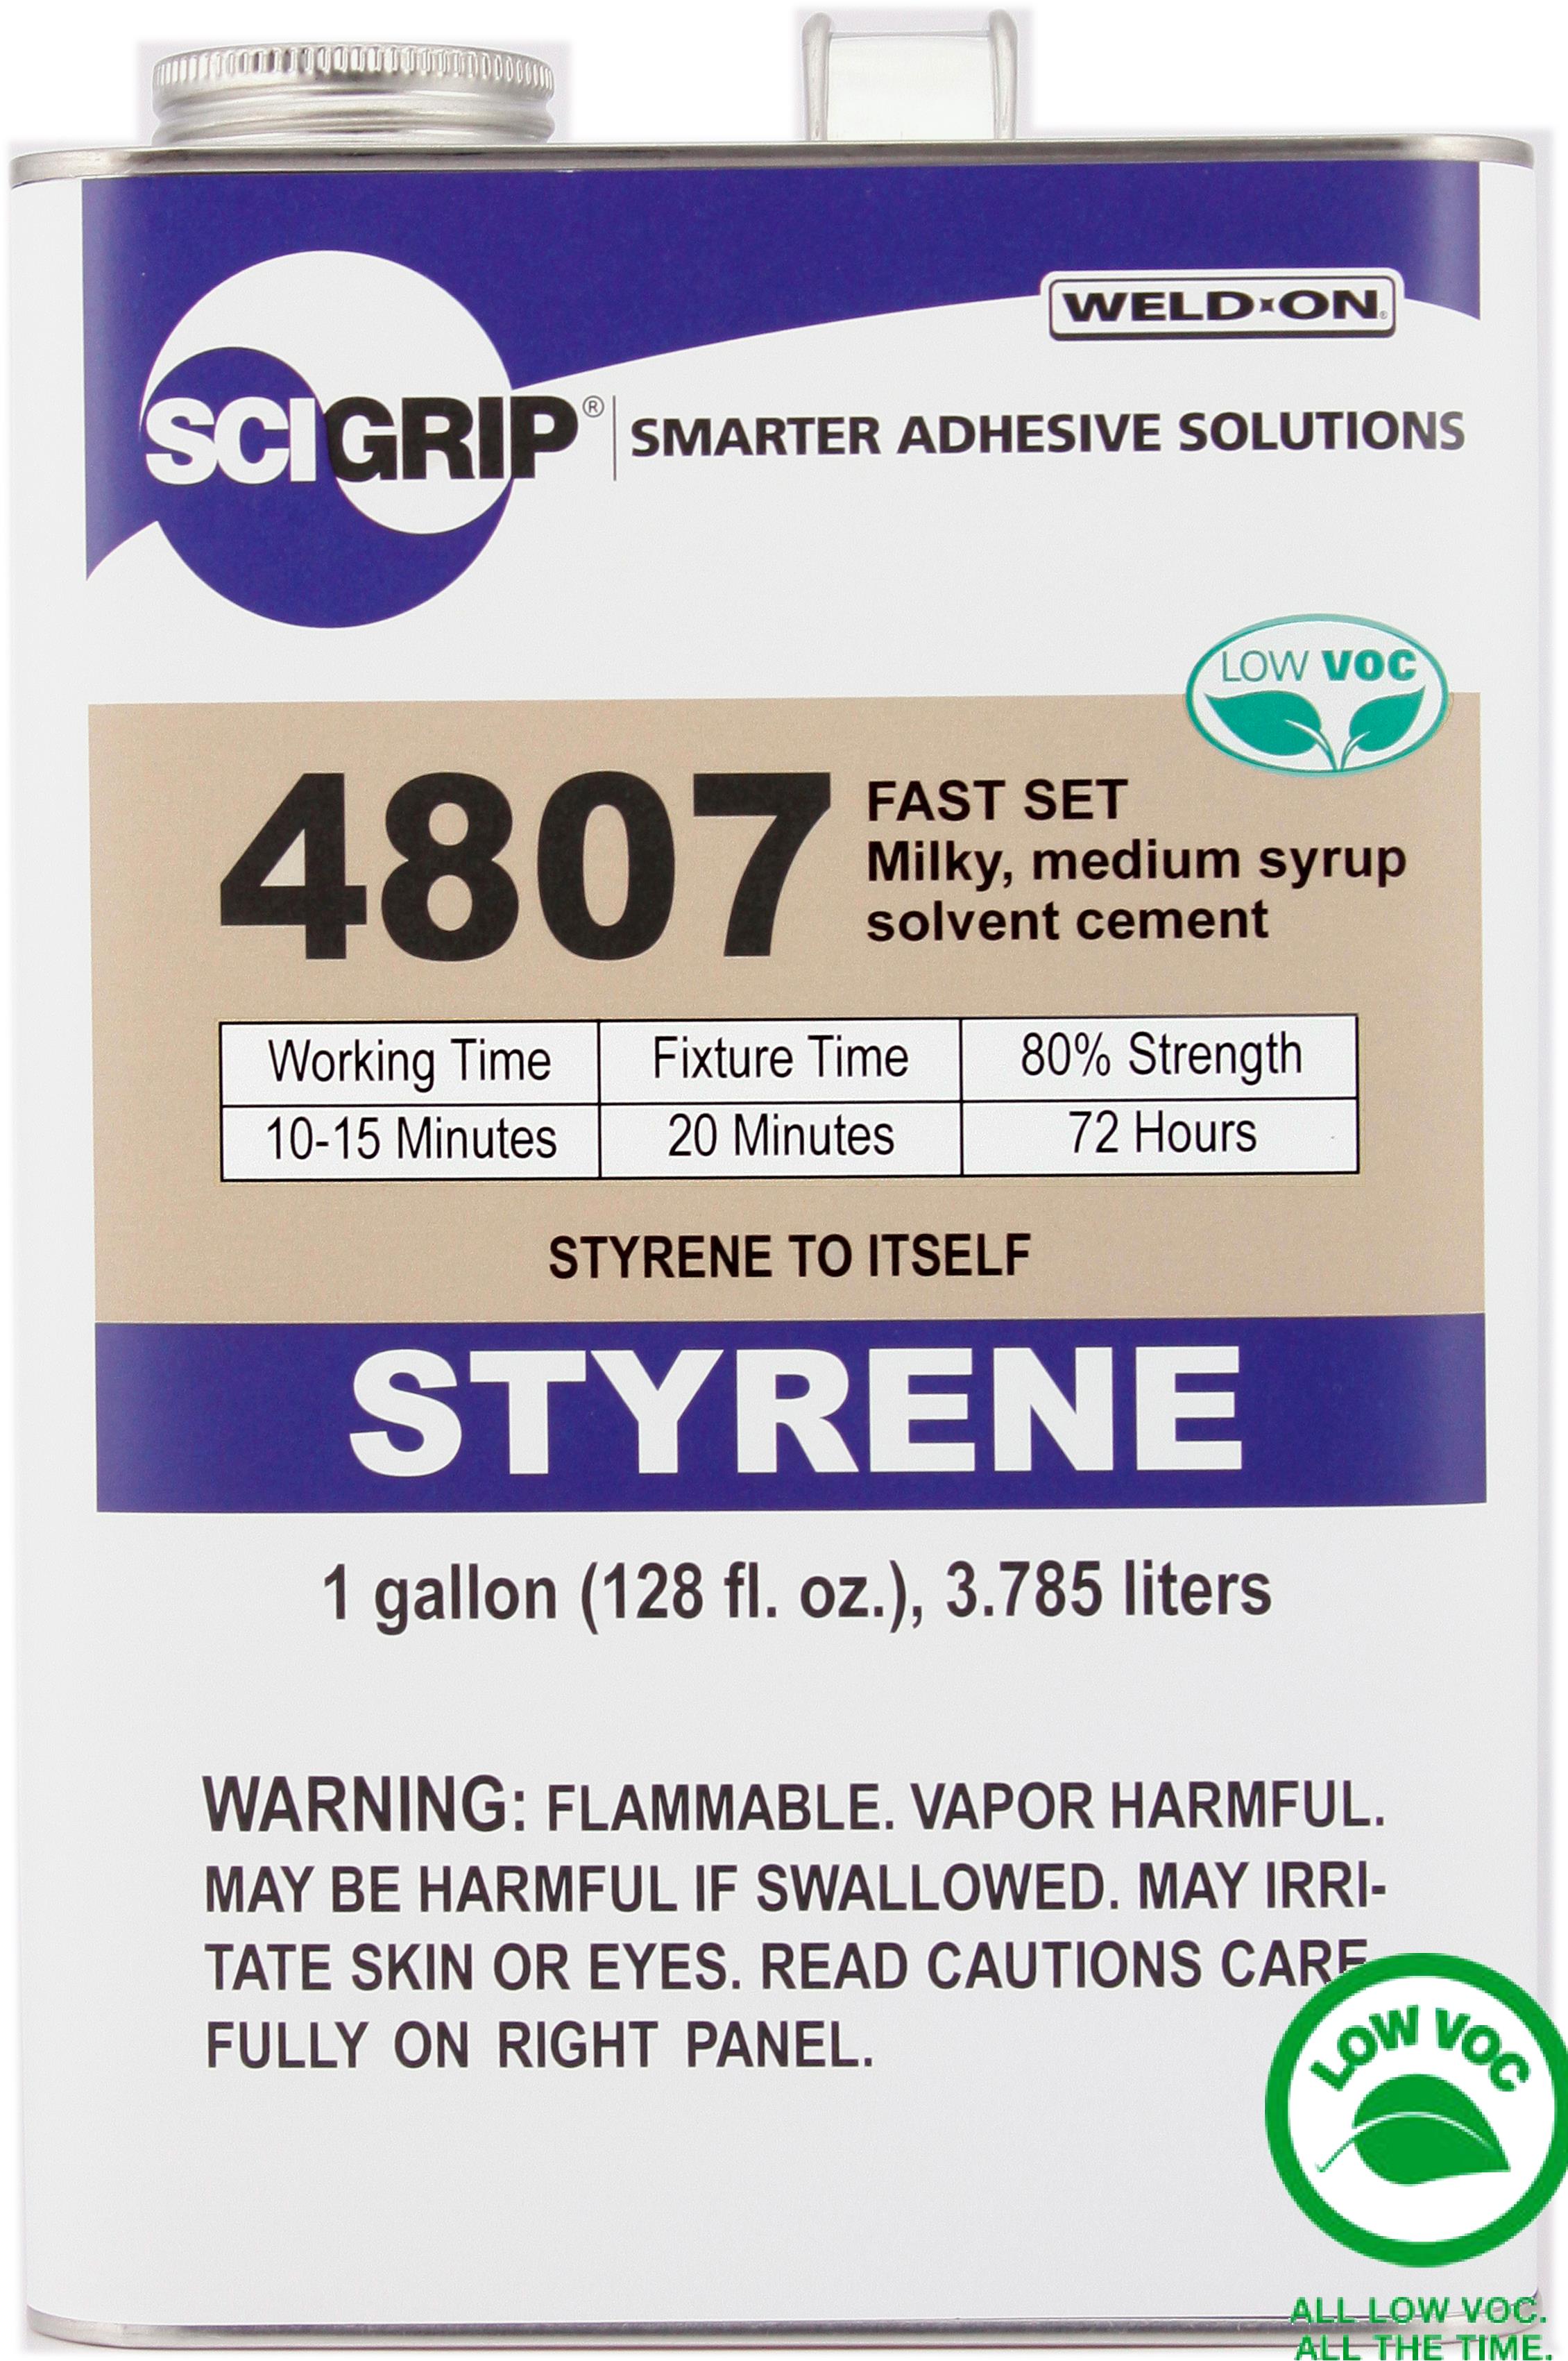 WELD-ON®
SCIGRIP® | SMARTER ADHESIVE SOLUTIONS
LOW VOC
4807
FAST SET
Milky, medium syrup
solvent cement
Working Time Fixture Time 80% Strength
10-15 Minutes 20 Minutes 72 Hours
STYRENE TO ITSELF
STYRENE
1 gallon (128 fl. oz.), 3.785 liters
WARNING: FLAMMABLE. VAPOR HARMFUL.
MAY BE HARMFUL IF SWALLOWED. MAY IRRI-
TATE SKIN OR EYES. READ CAUTIONS CARE
FULLY ON RIGHT PANEL.
LOW VOC
ALL LOW VOC.
ALL THE TIME.